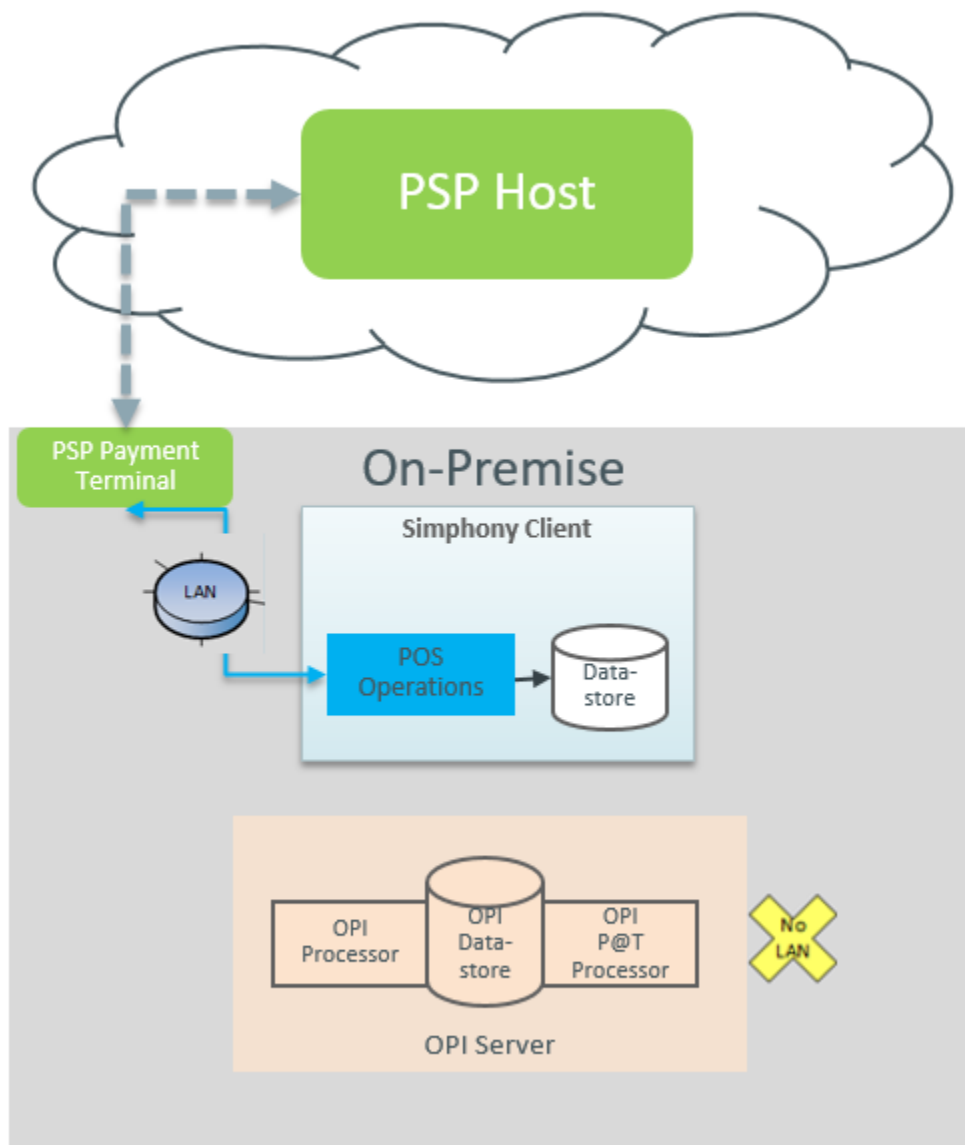 PSP Host
PSP Payment
Terminal
On-Premise
Simphony Client
LAN
POS
Operations
Data-
store
OPI
Processor
OPI
Data-
store
OPI
P@T
Processor
No
LAN
OPI Server